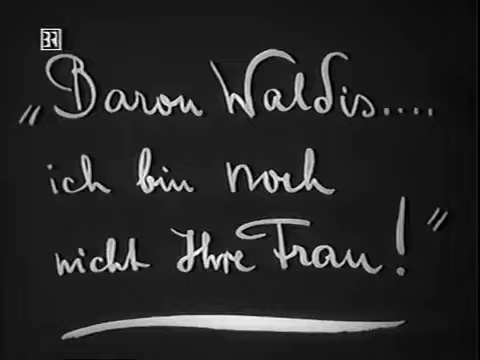 BR
„Baron Waldis....
ich bin noch
nicht Ihre Frau!"